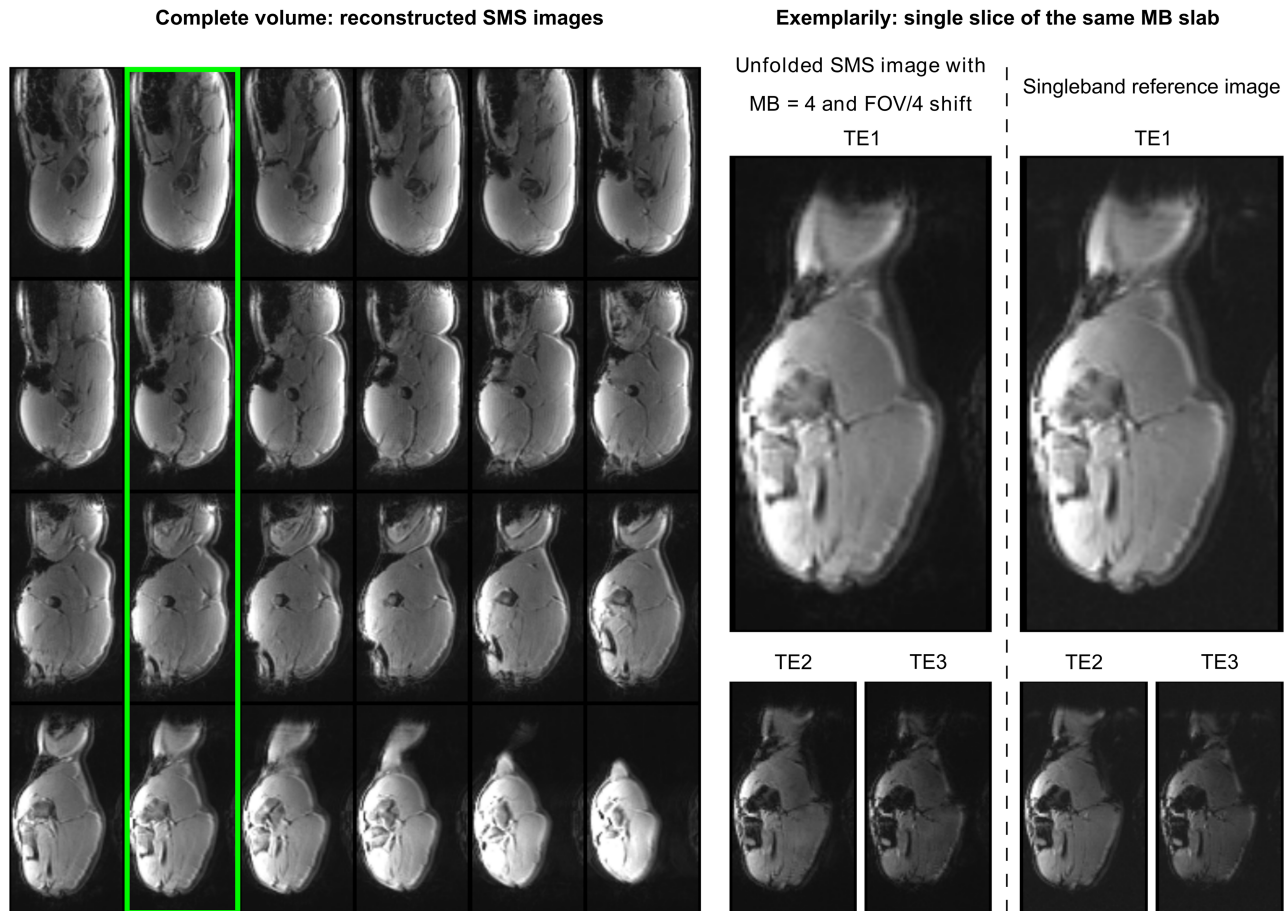 Complete volume: reconstructed SMS images
Exemplarily: single slice of the same MB slab
Unfolded SMS image with
MB = 4 and FOV/4 shift
TE1
Singleband reference image
TE1
TE2
TE3
TE2
TE3